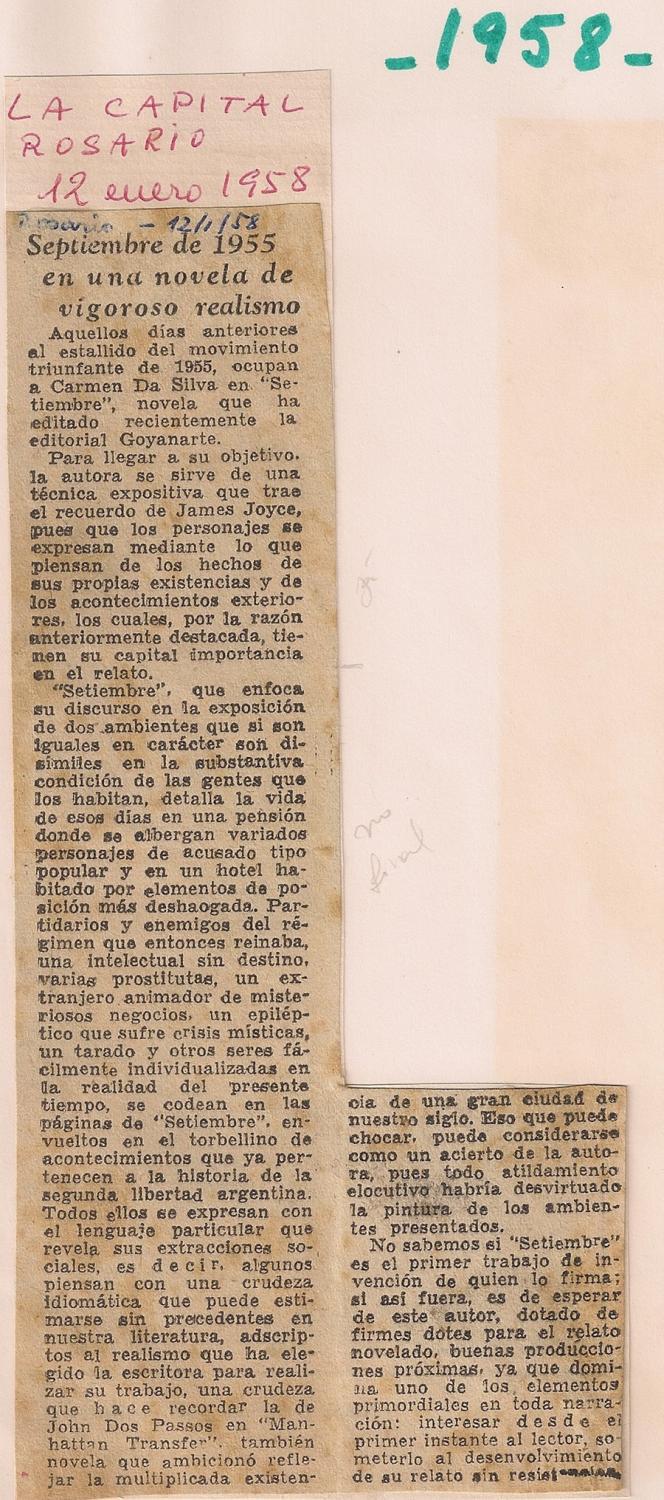 -1958-
LA CAPITAL
ROSARIO
12 enero 1958
Rosario - 12/1/58
Septiembre de 1955
en una novela de
vigoroso realismo
Aquellos días anteriores
al estallido del movimiento
triunfante de 1955, ocupan
a Carmen Da Silva en "Se-
tiembre", novela que ha
editado recientemente la
editorial Goyanarte.
Para llegar a su objetivo.
la autora se sirve de una
técnica expositiva que trae
el recuerdo de James Joyce,
pues que los personajes se
expresan mediante lo que
piensan de los hechos de
sus propias existencias y de
los acontecimientos exterio-
res, los cuales, por la razón
anteriormente destacada, tie-
nen su capital importancia
en el relato.
"Setiembre", que enfoca
su discurso en la exposición
de dos ambientes que si son
iguales en carácter son di-
símiles en la substantiva
condición de las gentes que
los habitan, detalla la vida
de esos días en una pensión
donde se albergan variados
personajes de acusado tipo
popular y en un hotel ha-
bitado por elementos de po-
sición más deshaogada. Par-
tidarios y enemigos del ré-
gimen que entonces reinaba,
una intelectual sin destino,
varias prostitutas, un ex-
tranjero animador de miste-
riosos negocios, un epilép-
tico que sufre crisis místicas,
un tarado y otros seres fá-
cilmente individualizadas en
la realidad del presente
tiempo, se codean en las
páginas de "Setiembre", en-
vueltos en el torbellino de
acontecimientos que ya per-
tenecen a la historia de la
segunda libertad argentina.
Todos ellos se expresan con
el lenguaje particular que
revela sus extracciones so-
ciales, es decir, algunos
piensan con una crudeza
idiomática que puede esti-
marse sin precedentes en
nuestra literatura, adscrip-
tos al realismo que ha ele-
gido la escritora para reali-
zar su trabajo, una crudeza
que hace recordar la de
John Dos Passos en "Man-
hattan Transfer", también
novela que ambicionó refle-
jar la multiplicada existen-
cia de una gran ciudad de
nuestro siglo. Eso que puede
chocar, puede considerarse
como un acierto de la auto-
ra, pues todo atildamiento
elocutivo habría desvirtuado
la pintura de los ambien-
tes presentados.
No sabemos si "Setiembre"
es el primer trabajo de in-
vención de quien lo firma;
si así fuera, es de esperar
de este autor, dotado de
firmes dotes para el relato
novelado, buenas produccio-
nes próximas, ya que domi-
na uno de los elementos
primordiales en toda narra-
ción: interesar desde el
primer instante al lector, so-
meterlo al desenvolvimiento
de su relato sin